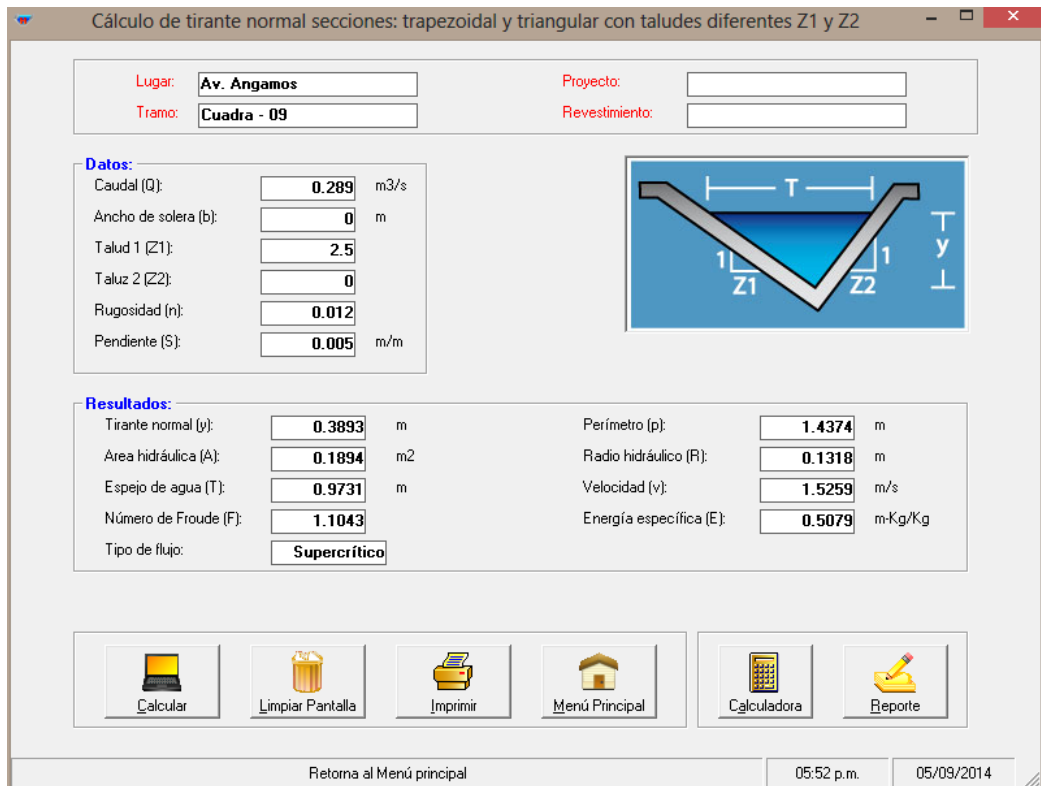 Cálculo de tirante normal secciones: trapezoidal y triangular con taludes diferentes Z1 y Z2
Lugar: Av. Angamos Proyecto:
Tramo: Cuadra - 09 Revestimiento:
Datos:
Caudal (Q): 0.289 m3/s
Ancho de solera (b): 0 m
Talud 1 (Z1): 2.5
Taluz 2 (Z2): 0
Rugosidad (n): 0.012
Pendiente (S): 0.005 m/m
T
y
1 1
Z1 Z2
Resultados:
Tirante normal (y): 0.3893 m Perímetro (p): 1.4374 m
Area hidráulica (A): 0.1894 m2 Radio hidráulico (R): 0.1318 m
Espejo de agua (T): 0.9731 m Velocidad (v): 1.5259 m/s
Número de Froude (F): 1.1043 Energía específica (E): 0.5079 m-Kg/Kg
Tipo de flujo: Supercrítico
Calcular Limpiar Pantalla Imprimir Menú Principal Calculadora Reporte
Retorna al Menú principal 05:52 p.m. 05/09/2014